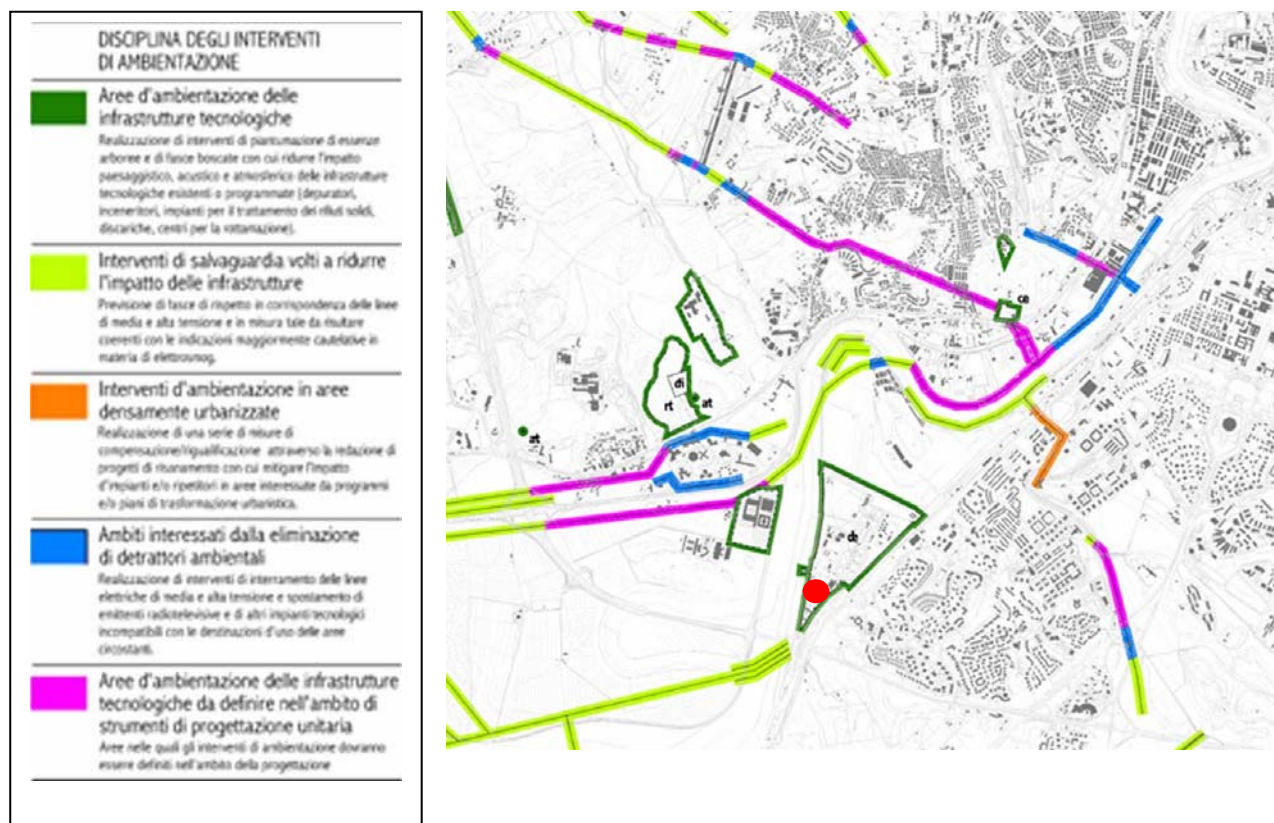 DISCIPLINA DEGLI INTERVENTI
DI AMBIENTAZIONE
Aree d'ambientazione delle
infrastrutture tecnologiche
Realizzazione di interventi di piantumazione di essenze
arboree e di fasce boscate con cui ridurre l'impatto
paesaggistico, acustico e atmosferico delle infrastrutture
tecnologiche esistenti o programmate (depuratori,
inceneritori, impianti per il trattamento dei rifiuti solidi,
discariche, centri per la rottamazione).
Interventi di salvaguardia volti a ridurre
l'impatto delle infrastrutture
Previsione di fasce di rispetto in corrispondenza delle linee
di media e alta tensione e in misura tale da risultare
coerenti con le indicazioni maggiormente cautelative in
materia di elettrosmog.
Interventi d'ambientazione in aree
densamente urbanizzate
Realizzazione di una serie di misure di
compensazione/riqualificazione attraverso la redazione di
progetti di risanamento con cui mitigare l'impatto
d'impianti e/o ripetitori in aree interessate da programmi
e/o piani di trasformazione urbanistica.
Ambiti interessati dalla eliminazione
di detrattori ambientali
Realizzazione di interventi di interramento delle linee
elettriche di media e alta tensione e spostamento di
emittenti radiotelevisive e di altri impianti tecnologici
incompatibili con le destinazioni d'uso delle aree
circostanti.
Aree d'ambientazione delle infrastrutture
tecnologiche da definire nell'ambito di
strumenti di progettazione unitaria
Aree nelle quali gli interventi di ambientazione dovranno
essere definiti nell'ambito della progettazione
ce
di
rt
at
at
de